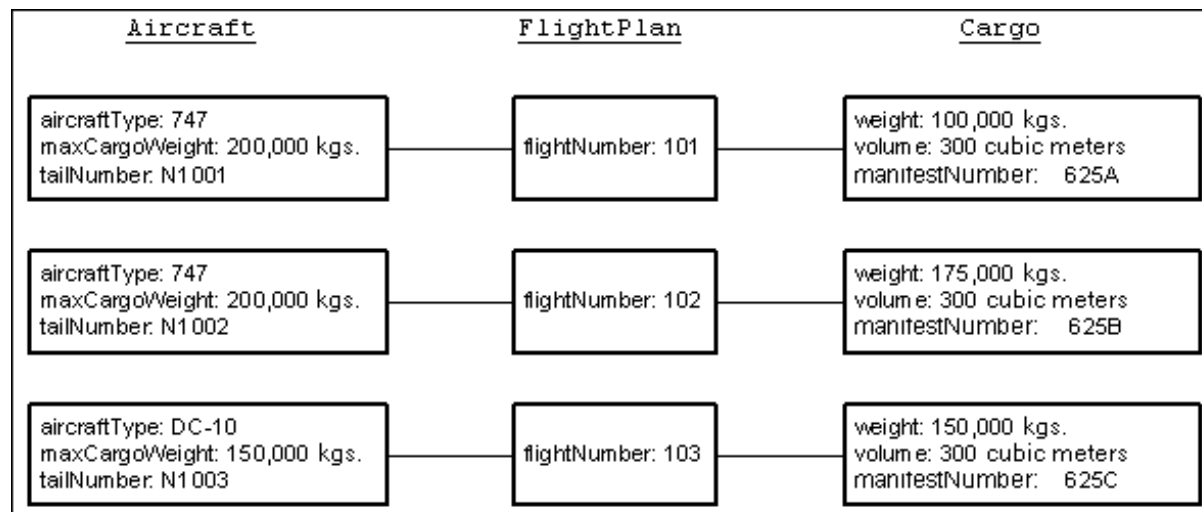 Aircraft FlightPlan Cargo
aircraftType: 747
maxCargoWeight: 200,000 kgs.
tailNumber: N1001
flightNumber: 101
weight: 100,000 kgs.
volume: 300 cubic meters
manifestNumber: 625A
aircraftType: 747
maxCargoWeight: 200,000 kgs.
tailNumber: N1002
flightNumber: 102
weight: 175,000 kgs.
volume: 300 cubic meters
manifestNumber: 625B
aircraftType: DC-10
maxCargoWeight: 150,000 kgs.
tailNumber: N1003
flightNumber: 103
weight: 150,000 kgs.
volume: 300 cubic meters
manifestNumber: 625C